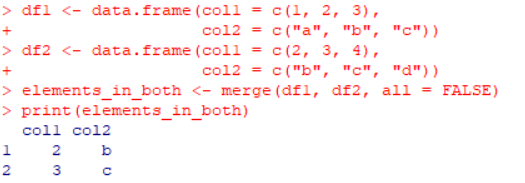 > df1 <- data.frame(col1 = c(1, 2, 3),
+                   col2 = c("a", "b", "c"))
> df2 <- data.frame(col1 = c(2, 3, 4),
+                   col2 = c("b", "c", "d"))
> elements_in_both <- merge(df1, df2, all = FALSE)
> print(elements_in_both)
  col1 col2
1    2    b
2    3    c